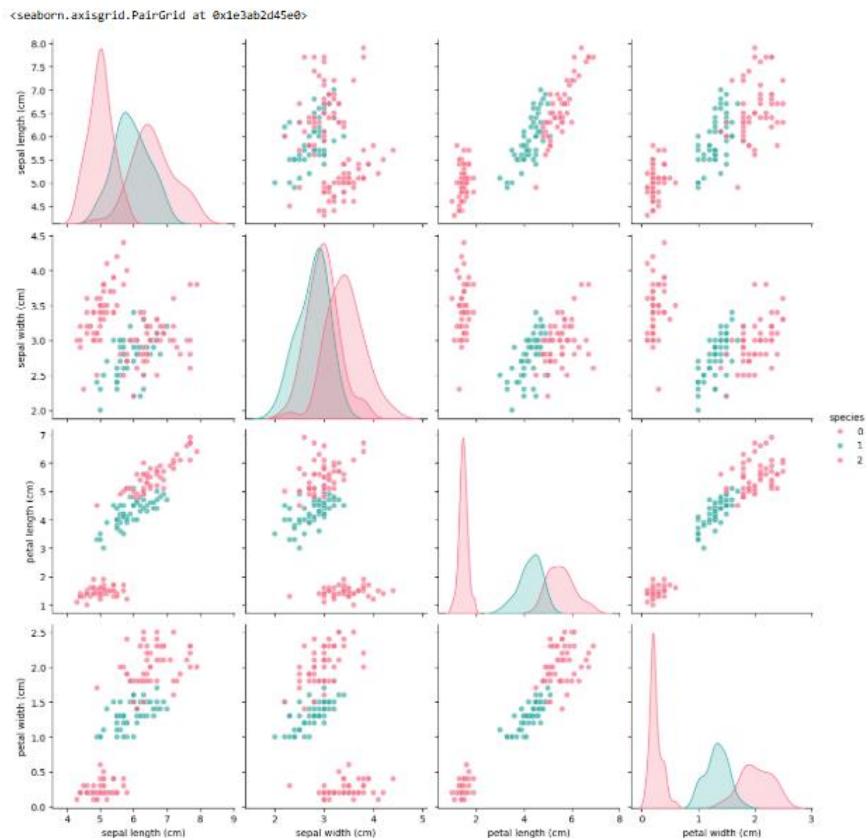 <seaborn.axisgrid.PairGrid at 0x1e3ab2d45e0>
8.0
7.5
7.0
6.5
6.0
5.5
5.0
4.5
sepal length (cm)
4.5
4.0
3.5
3.0
2.5
2.0
sepal width (cm)
species
0
1
2
7
6
5
4
3
2
1
petal length (cm)
2.5
2.0
1.5
1.0
0.5
0.0
petal width (cm)
4 5 6 7 8 9
2 3 4 5
2 4 6 8
0 1 2 3
sepal length (cm) sepal width (cm) petal length (cm) petal width (cm)